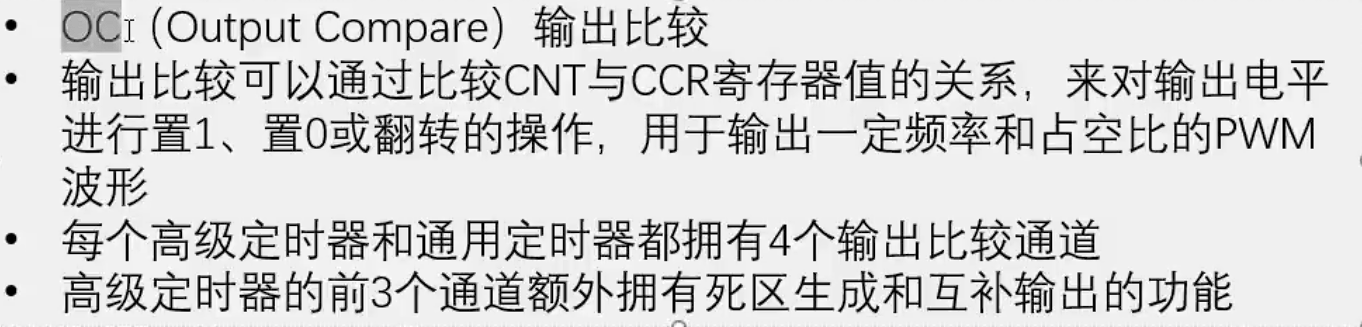 • OC（Output Compare）输出比较
• 输出比较可以通过比较CNT与CCR寄存器值的关系，来对输出电平
进行置1、置0或翻转的操作，用于输出一定频率和占空比的PWM
波形
• 每个高级定时器和通用定时器都拥有4个输出比较通道
• 高级定时器的前3个通道额外拥有死区生成和互补输出的功能